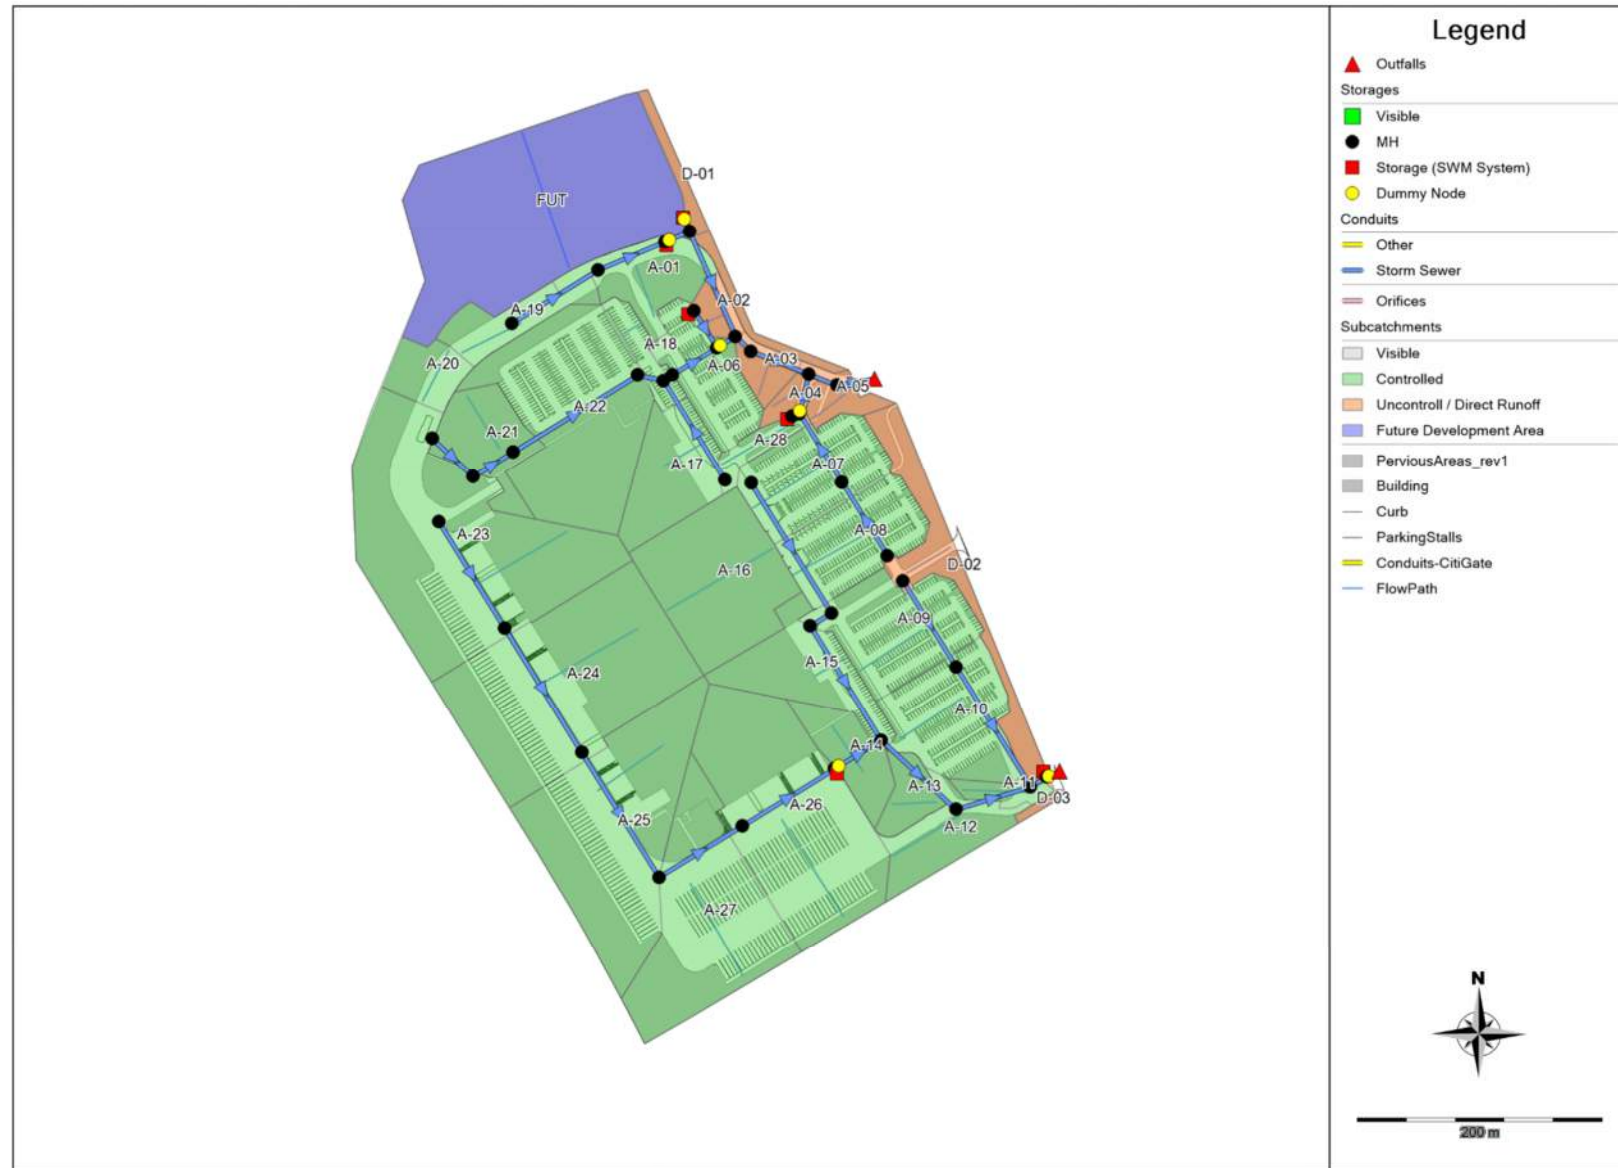 Legend
Outfalls
Storages
Visible
MH
Storage (SWM System)
Dummy Node
Conduits
Other
Storm Sewer
Orifices
Subcatchments
Visible
Controlled
Uncontroll / Direct Runoff
Future Development Area
PerviousAreas_rev1
Building
Curb
ParkingStalls
Conduits-CitiGate
FlowPath
N
200 m
D-01
FUT
A-01
A-02
A-19
A-18
A-03
A-20
A-06
A-05
A-04
A-22
A-28
A-21
A-17
A-07
A-23
A-08
D-02
A-16
A-09
A-15
A-24
A-10
A-14
A-13
A-11
D-03
A-26
A-25
A-12
A-27